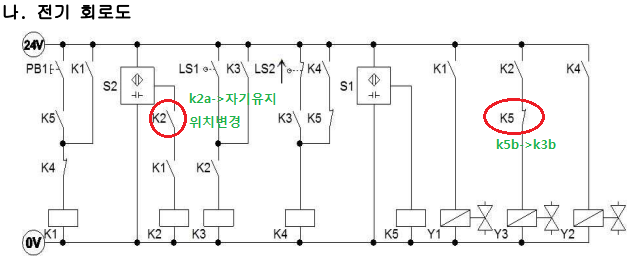 나. 전기 회로도
24V
PB1 K1 S2 LS1 K3 LS2 K4 S1 K1 K2 K4
k2a->자기유지
위치변경
K5 K2 K3 K5 K5
k5b->k3b
K4 K1 K2
K1 K2 K3 K4 K5 Y1 Y3 Y2
0V